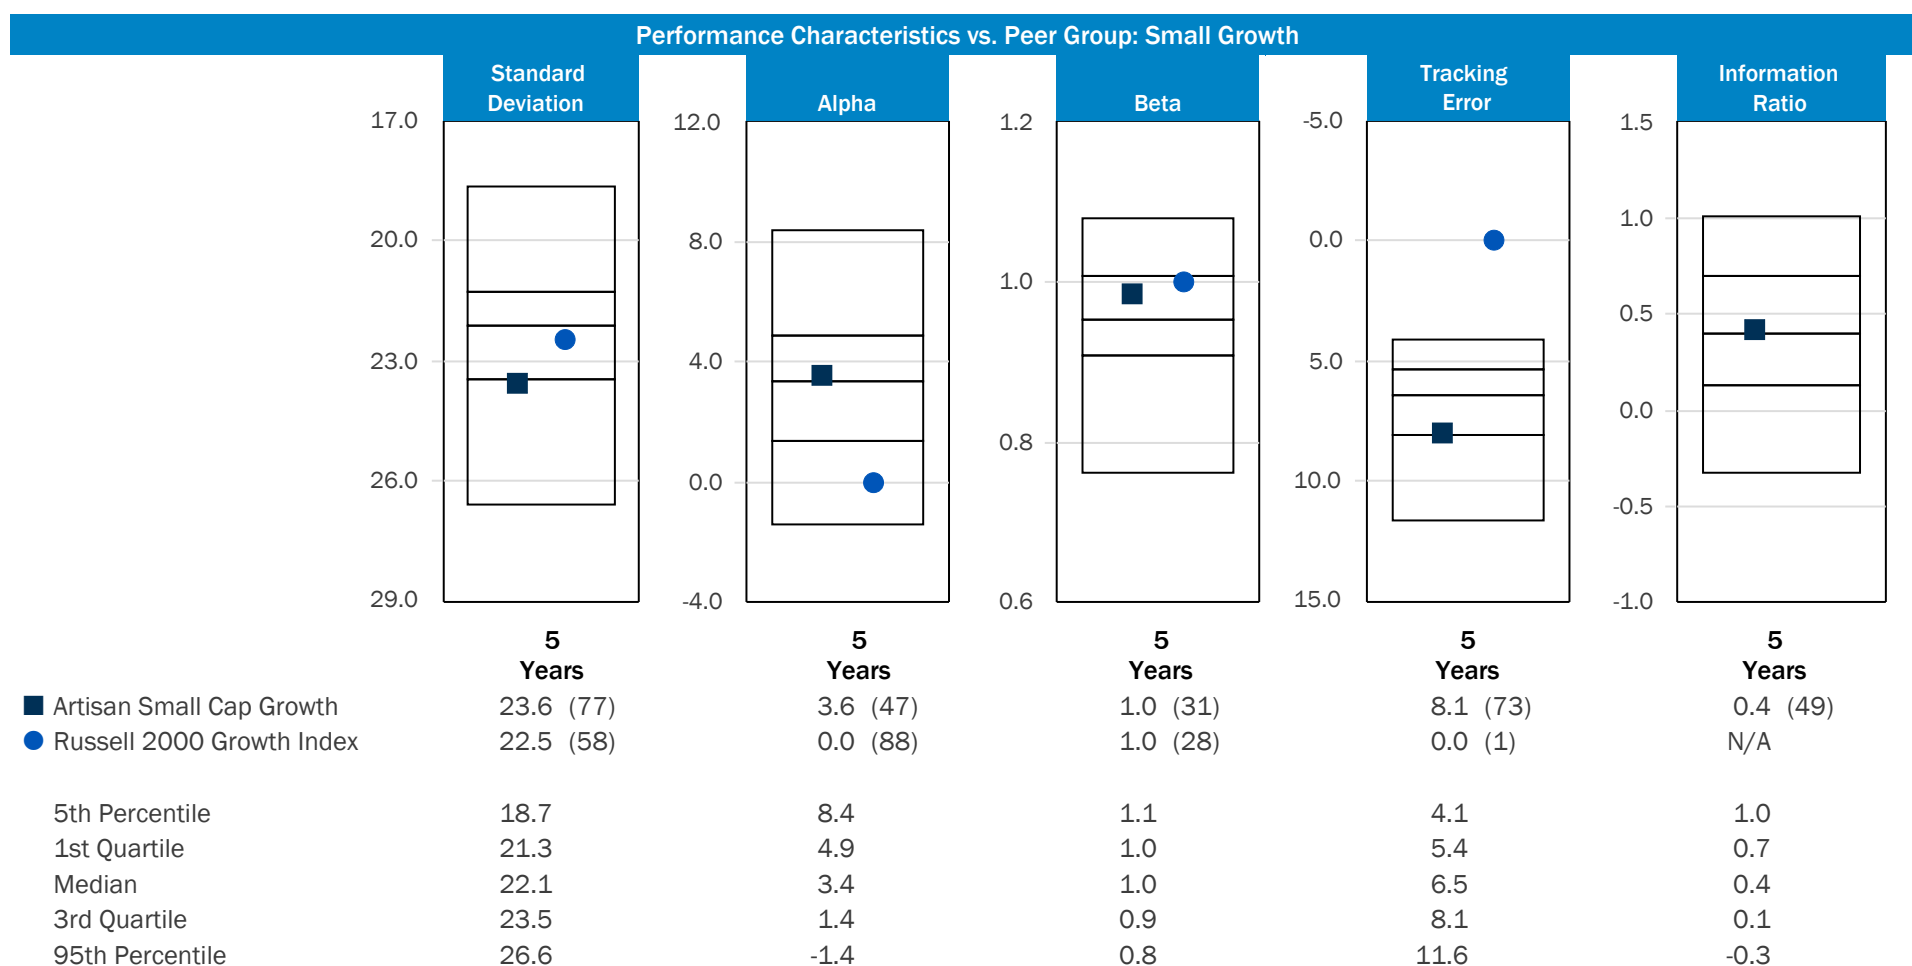 Performance Characteristics vs. Peer Group: Small Growth
Standard Deviation Alpha Beta Tracking Error Information Ratio
17.0 12.0 1.2 -5.0 1.5
20.0 8.0 1.0 0.0 1.0
23.0 4.0 0.8 5.0 0.5
26.0 0.0 0.6 10.0 0.0
29.0 -4.0 15.0 -0.5
-1.0
5 Years 5 Years 5 Years 5 Years 5 Years
Artisan Small Cap Growth 23.6 (77) 3.6 (47) 1.0 (31) 8.1 (73) 0.4 (49)
Russell 2000 Growth Index 22.5 (58) 0.0 (88) 1.0 (28) 0.0 (1) N/A
5th Percentile 18.7 8.4 1.1 4.1 1.0
1st Quartile 21.3 4.9 1.0 5.4 0.7
Median 22.1 3.4 1.0 6.5 0.4
3rd Quartile 23.5 1.4 0.9 8.1 0.1
95th Percentile 26.6 -1.4 0.8 11.6 -0.3